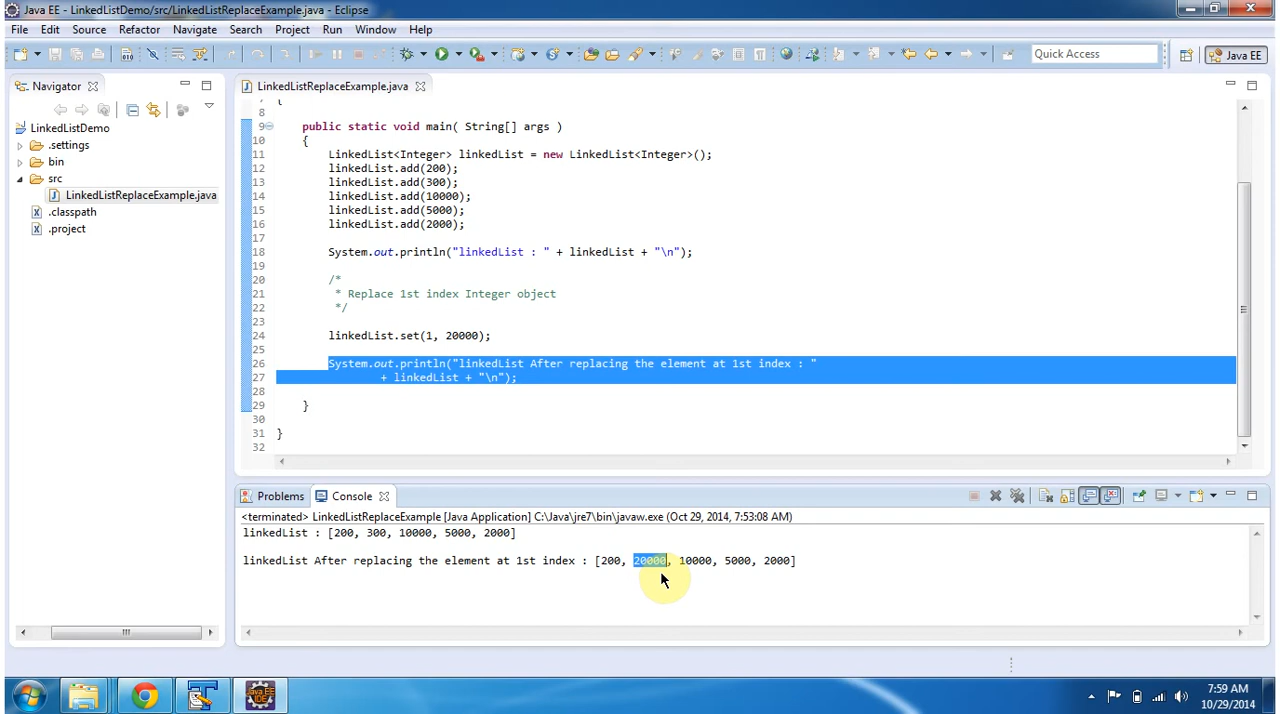 Java EE - LinkedListDemo/src/LinkedListReplaceExample.java - Eclipse
File Edit Source Refactor Navigate Search Project Run Window Help
Quick Access
Java EE
Navigator
LinkedListDemo
.settings
bin
src
LinkedListReplaceExample.java
.classpath
.project
LinkedListReplaceExample.java
{
8
9 public static void main( String[] args )
10 {
11 LinkedList<Integer> linkedList = new LinkedList<Integer>();
12 linkedList.add(200);
13 linkedList.add(300);
14 linkedList.add(10000);
15 linkedList.add(5000);
16 linkedList.add(2000);
17
18 System.out.println("linkedList : " + linkedList + "\n");
19
20 /*
21 * Replace 1st index Integer object
22 */
23
24 linkedList.set(1, 20000);
25
26 System.out.println("linkedList After replacing the element at 1st index : "
27 + linkedList + "\n");
28
29 }
30
31 }
32
Problems Console
<terminated> LinkedListReplaceExample [Java Application] C:\Java\jre7\bin\javaw.exe (Oct 29, 2014, 7:53:08 AM)
linkedList : [200, 300, 10000, 5000, 2000]
linkedList After replacing the element at 1st index : [200, 20000, 10000, 5000, 2000]
Java EE
IDE
7:59 AM
10/29/2014